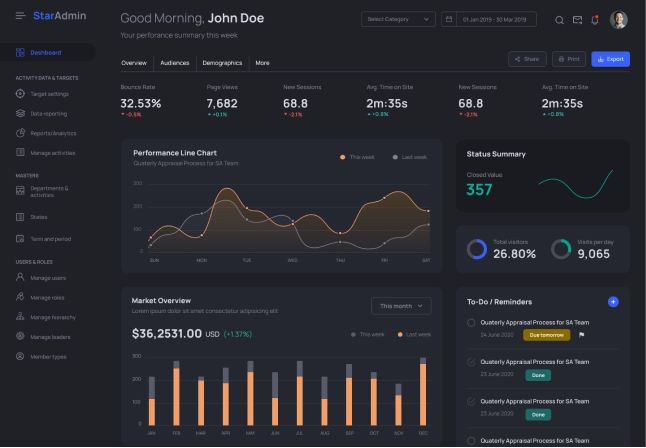 StarAdmin
Good Morning, John Doe
Your perforance summary this week
Select Category
01 Jan 2019 - 30 Mar 2019
Dashboard
ACTIVITY DATA & TARGETS
Target settings
Data reporting
Reports/Analytics
Manage activities
MASTERS
Departments &
activities
States
Term and period
USERS & ROLES
Manage users
Manage roles
Manage hierarchy
Manage leaders
Member types
Overview
Audiences
Demographics
More
Share
Print
Export
Bounce Rate
32.53%
-0.5%
Page Views
7,682
+0.1%
New Sessions
68.8
-2.1%
Avg. Time on Site
2m:35s
+0.8%
New Sessions
68.8
-2.1%
Avg. Time on Site
2m:35s
+0.8%
Performance Line Chart
Quaterly Appraisal Process for SA Team
This week
Last week
300
200
100
0
SUN MON TUE WED THU FRI SAT
Status Summary
Closed Value
357
Total visitors
26.80%
Visits per day
9,065
Market Overview
Lorem ipsum dolor sit amet consectetur adipisicing elit
This month
$36,2531.00 USD (+1.37%)
This week
Last week
300
200
100
0
JAN FEB MAR APR MAY JUN JUL AUG SEP OCT NOV DEC
To-Do / Reminders
Quaterly Appraisal Process for SA Team
24 June 2020
Due tomorrow
Quaterly Appraisal Process for SA Team
23 June 2020
Done
Quaterly Appraisal Process for SA Team
23 June 2020
Done
Quaterly Appraisal Process for SA Team